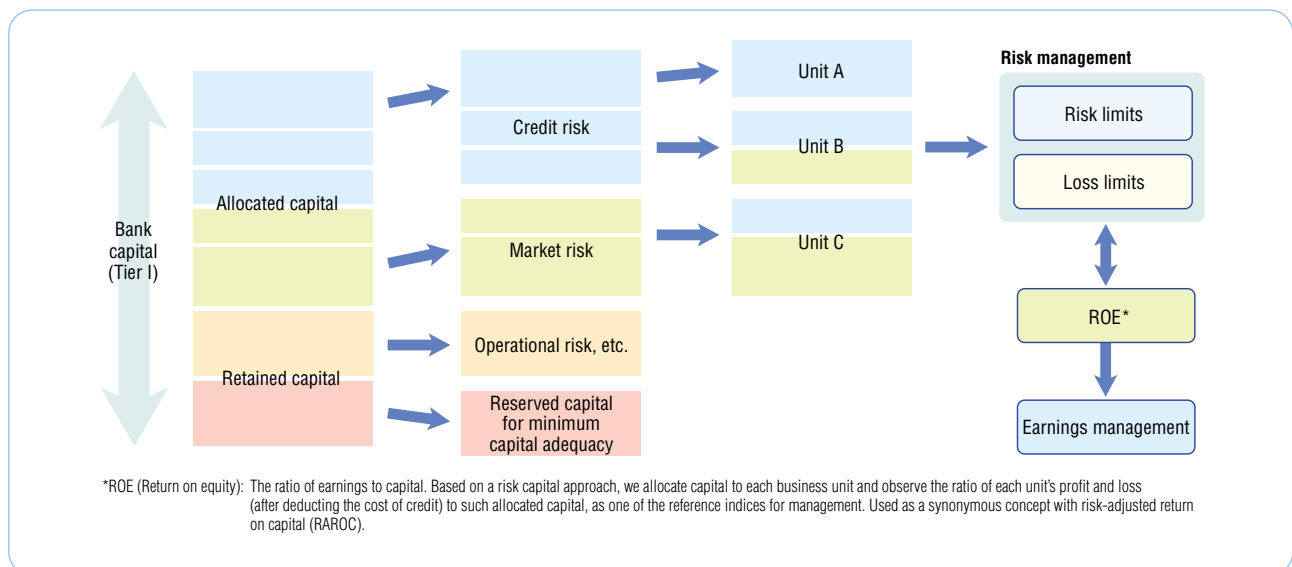 Risk management
Bank
capital
(Tier I)
Allocated capital
Retained capital
Credit risk
Market risk
Operational risk, etc.
Reserved capital
for minimum
capital adequacy
Unit A
Unit B
Unit C
Risk limits
Loss limits
ROE*
Earnings management
*ROE (Return on equity): The ratio of earnings to capital. Based on a risk capital approach, we allocate capital to each business unit and observe the ratio of each unit's profit and loss
(after deducting the cost of credit) to such allocated capital, as one of the reference indices for management. Used as a synonymous concept with risk-adjusted return
on capital (RAROC).